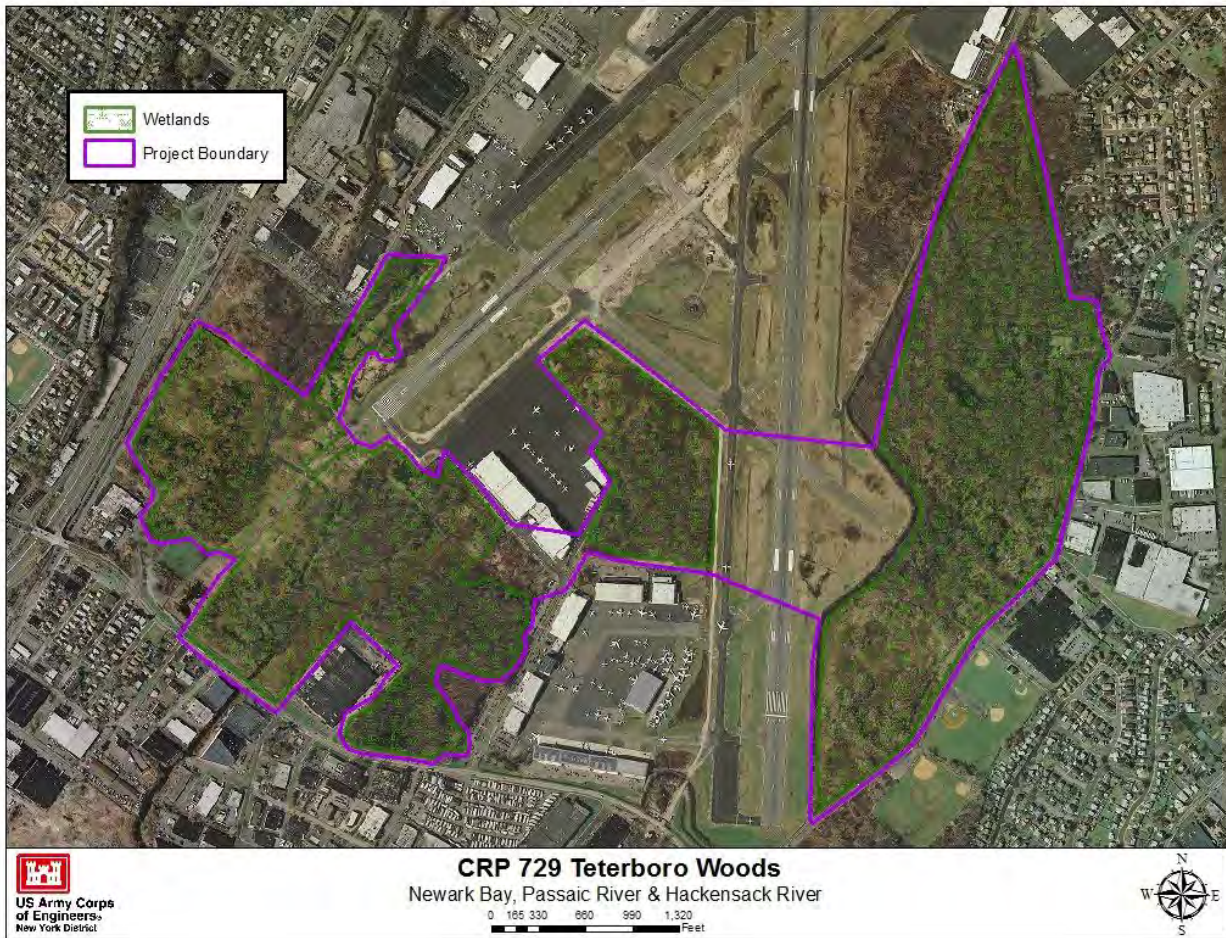 Wetlands
Project Boundary
US Army Corps
of Engineers®
New York District
CRP 729 Teterboro Woods
Newark Bay, Passaic River & Hackensack River
0 165 330 660 990 1,320
Feet
N
W E
S